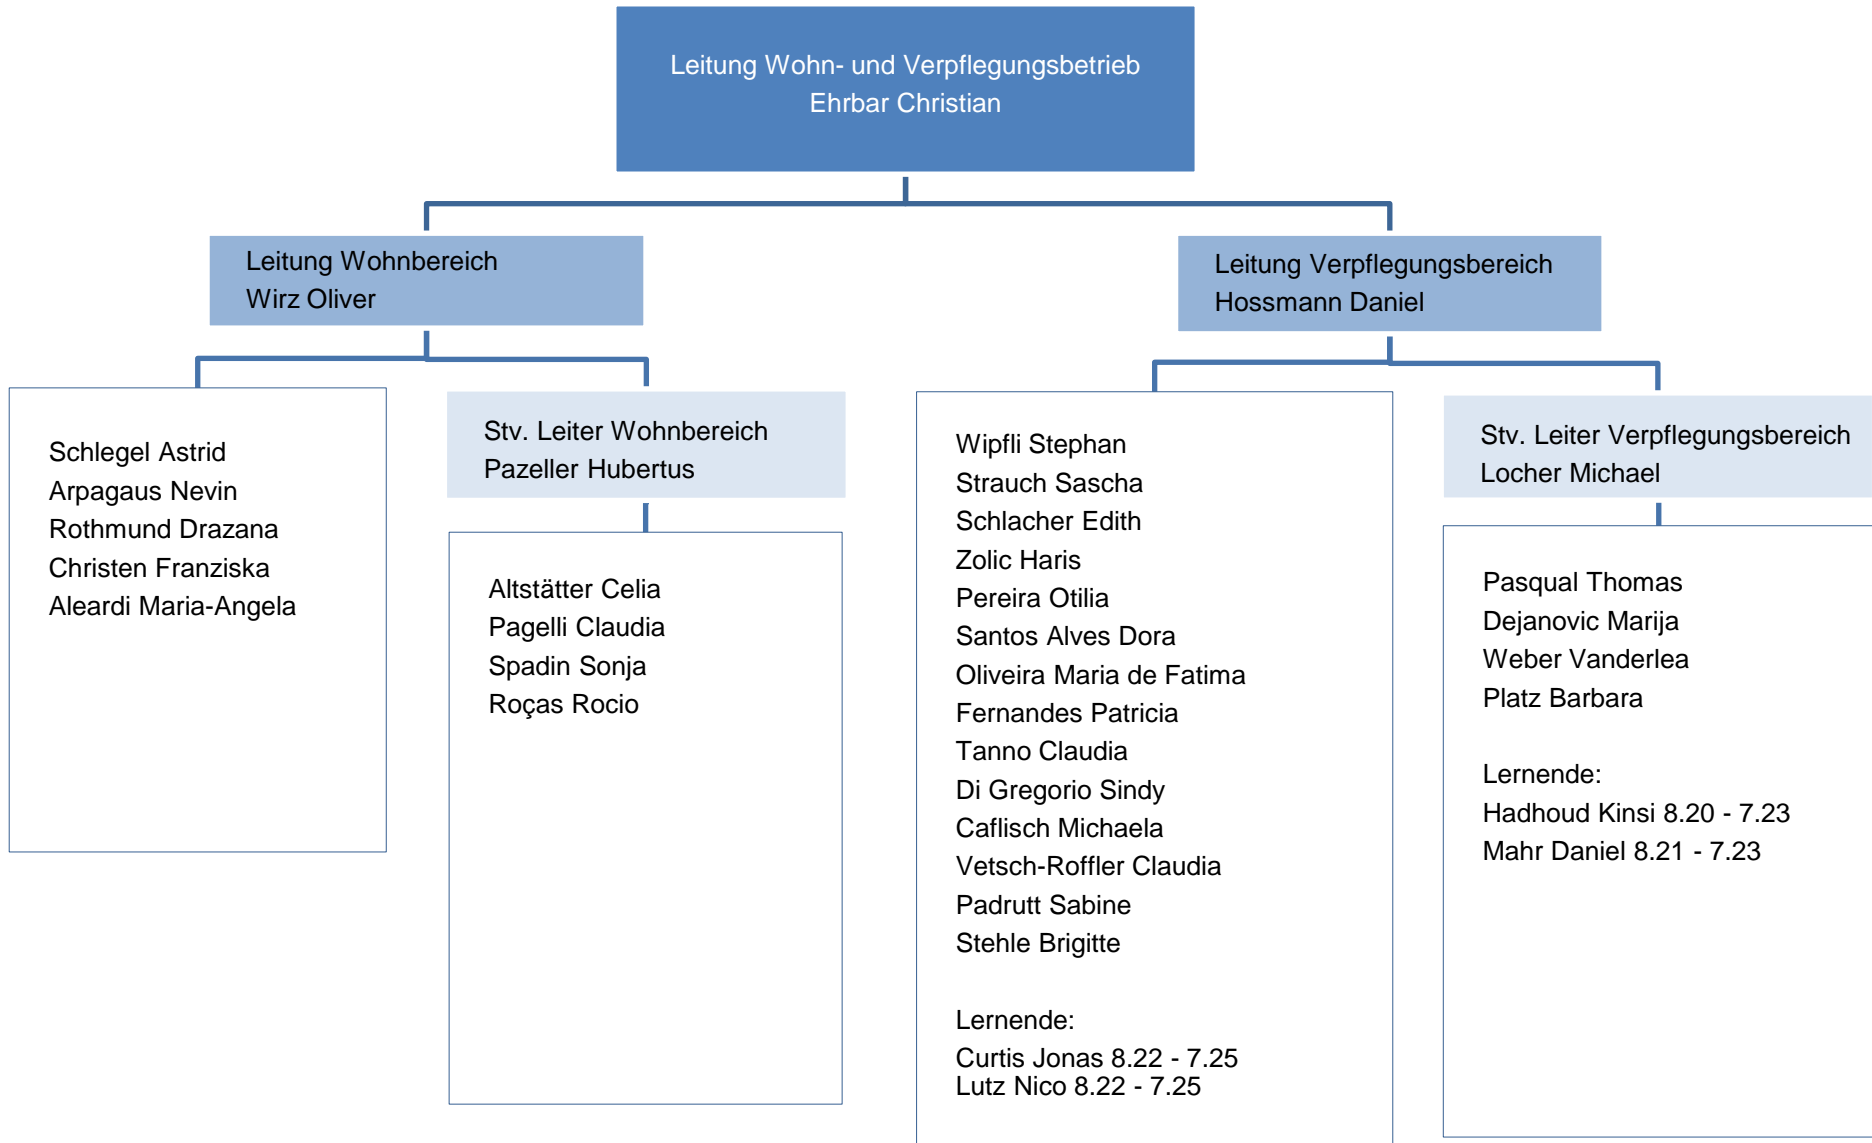 Leitung Wohn- und Verpflegungsbetrieb
Ehrbar Christian
Leitung Wohnbereich
Wirz Oliver
Leitung Verpflegungsbereich
Hossmann Daniel
Schlegel Astrid
Arpagaus Nevin
Rothmund Drazana
Christen Franziska
Aleardi Maria-Angela
Stv. Leiter Wohnbereich
Pazeller Hubertus
Altstätter Celia
Pagelli Claudia
Spadin Sonja
Roças Rocio
Wipfli Stephan
Strauch Sascha
Schlacher Edith
Zolic Haris
Pereira Otilia
Santos Alves Dora
Oliveira Maria de Fatima
Fernandes Patricia
Tanno Claudia
Di Gregorio Sindy
Caflisch Michaela
Vetsch-Roffler Claudia
Padrutt Sabine
Stehle Brigitte
Lernende:
Curtis Jonas 8.22 - 7.25
Lutz Nico 8.22 - 7.25
Stv. Leiter Verpflegungsbereich
Locher Michael
Pasqual Thomas
Dejanovic Marija
Weber Vanderlea
Platz Barbara
Lernende:
Hadhoud Kinsi 8.20 - 7.23
Mahr Daniel 8.21 - 7.23